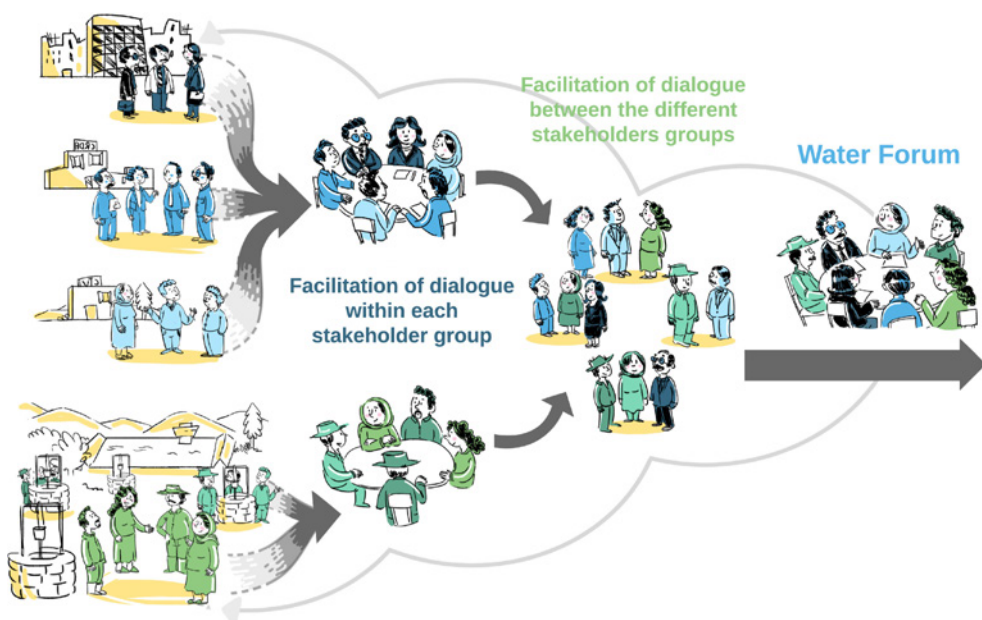 Facilitation of dialogue
between the different
stakeholders groups
Water Forum
Facilitation of dialogue
within each
stakeholder group